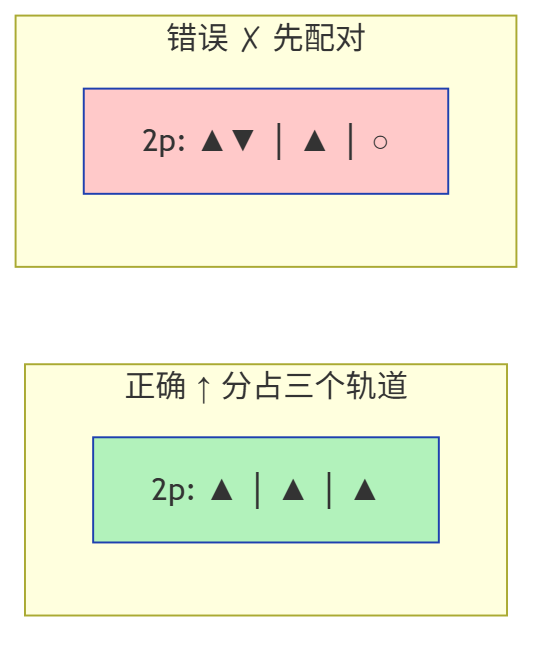 错误 ✗ 先配对
2p: ▲▼ | ▲ | ○
正确 ↑ 分占三个轨道
2p: ▲ | ▲ | ▲